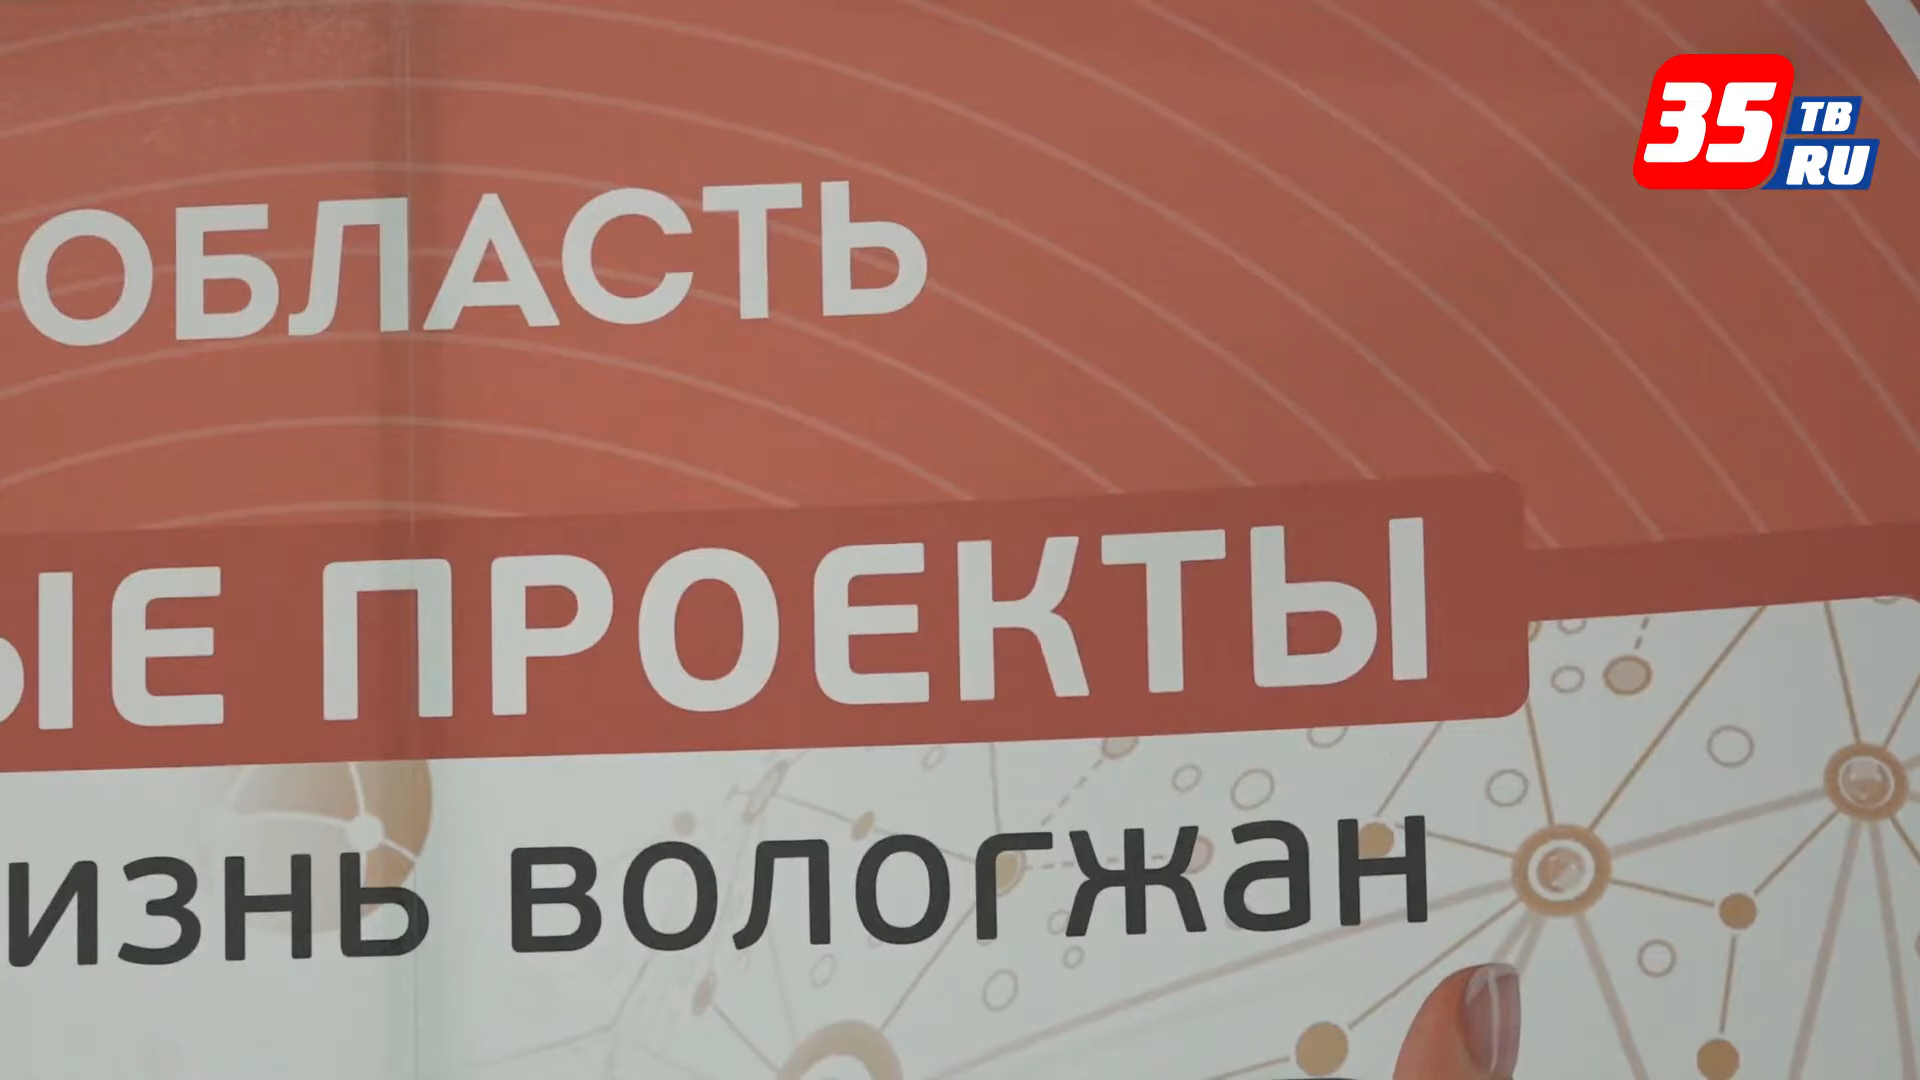 35 ТВ
RU
ОБЛАСТЬ
ЫЕ ПРОЕКТЫ
изнь вологжан